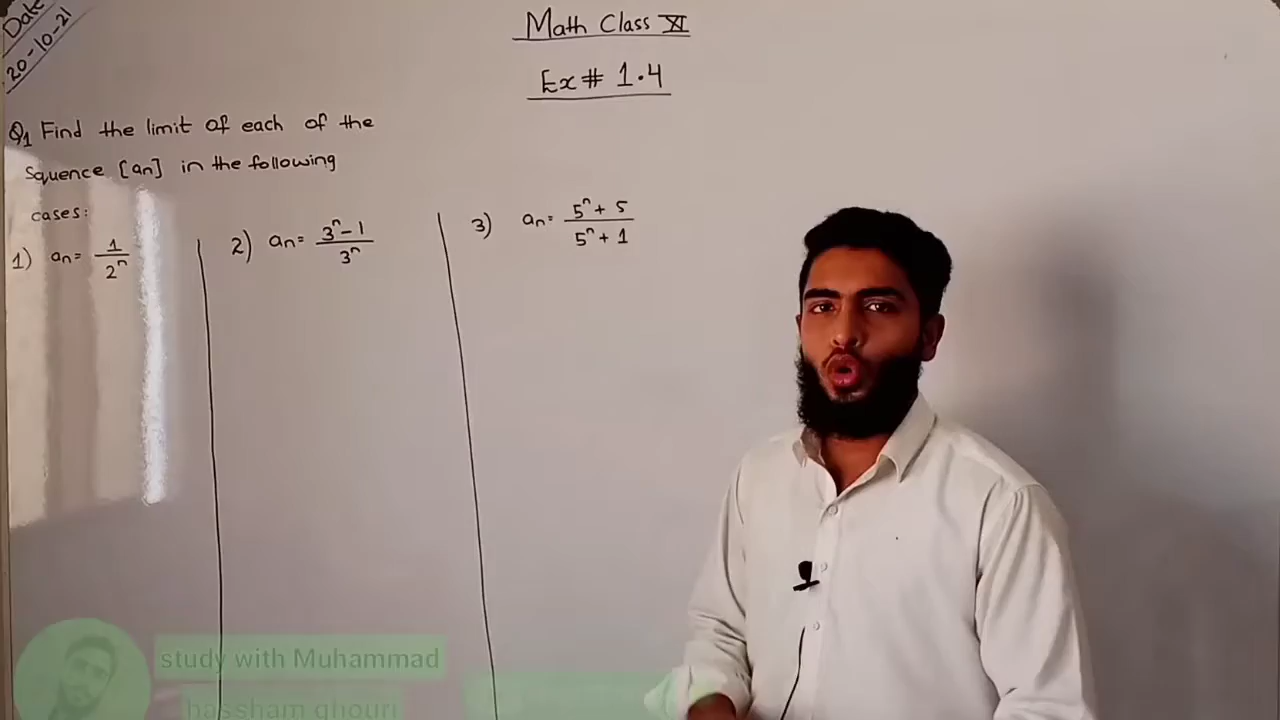 Date
20-10-21
Math Class XI
Ex# 1.4
Q1 Find the limit of each of the
Squence [an] in the following
cases:
1) an= 1/2^n
2) an= 3^n-1/3^n
3) an= 5^n+5/5^n+1
study with Muhammad
hassham ghouri